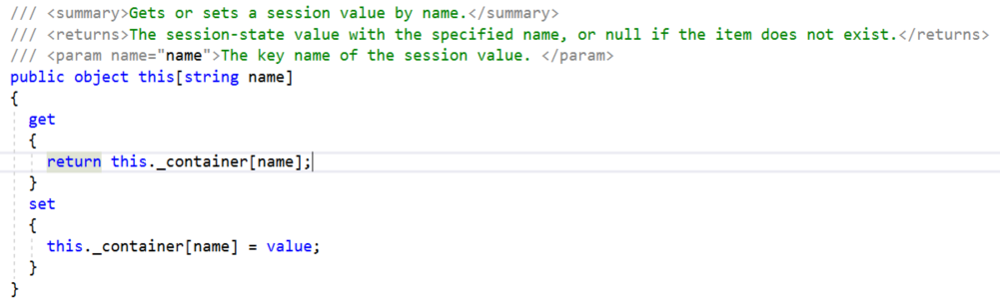 /// <summary>Gets or sets a session value by name.</summary>
/// <returns>The session-state value with the specified name, or null if the item does not exist.</returns>
/// <param name="name">The key name of the session value. </param>
public object this[string name]
{
  get
  {
    return this._container[name];
  }
  set
  {
    this._container[name] = value;
  }
}